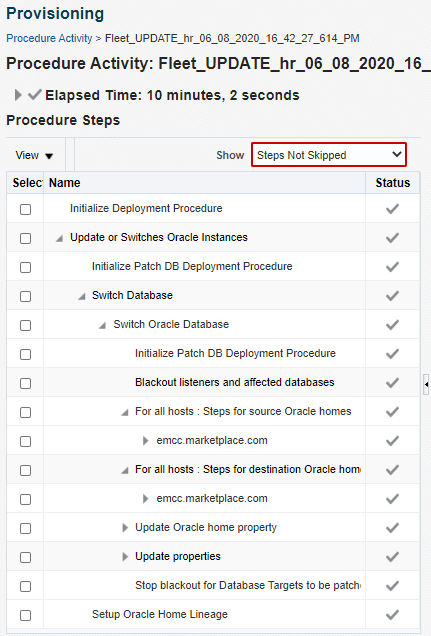 Provisioning
Procedure Activity > Fleet_UPDATE_hr_06_08_2020_16_42_27_614_PM
Procedure Activity: Fleet_UPDATE_hr_06_08_2020_16_
Elapsed Time: 10 minutes, 2 seconds
Procedure Steps
View Show Steps Not Skipped
Selec Name Status
Initialize Deployment Procedure
Update or Switches Oracle Instances
Initialize Patch DB Deployment Procedure
Switch Database
Switch Oracle Database
Initialize Patch DB Deployment Procedure
Blackout listeners and affected databases
For all hosts : Steps for source Oracle homes
emcc.marketplace.com
For all hosts : Steps for destination Oracle hom
emcc.marketplace.com
Update Oracle home property
Update properties
Stop blackout for Database Targets to be patch
Setup Oracle Home Lineage